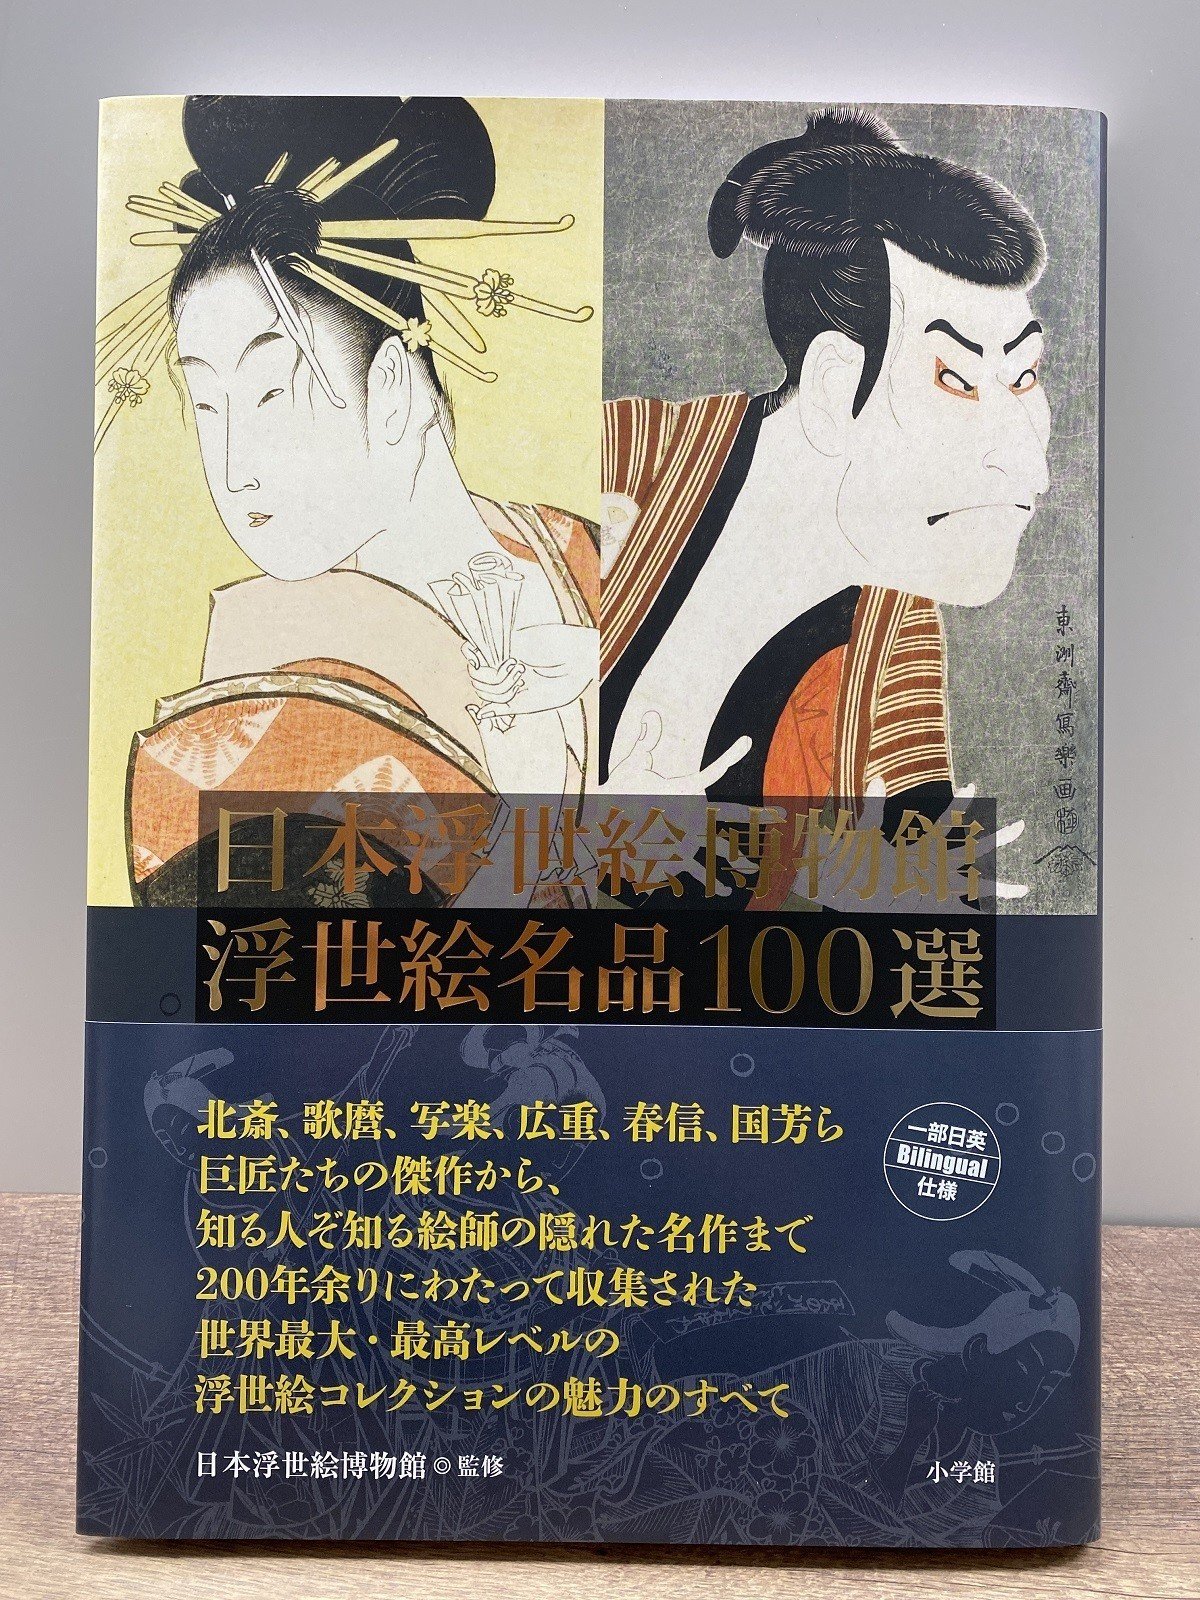 東洲齋寫樂画
日本浮世絵博物館
浮世絵名品100選
北斎、歌麿、写楽、広重、春信、国芳ら
巨匠たちの傑作から、
知る人ぞ知る絵師の隠れた名作まで
200年余りにわたって収集された
世界最大・最高レベルの
浮世絵コレクションの魅力のすべて
一部日英
Bilingual
仕様
日本浮世絵博物館◎監修
小学館